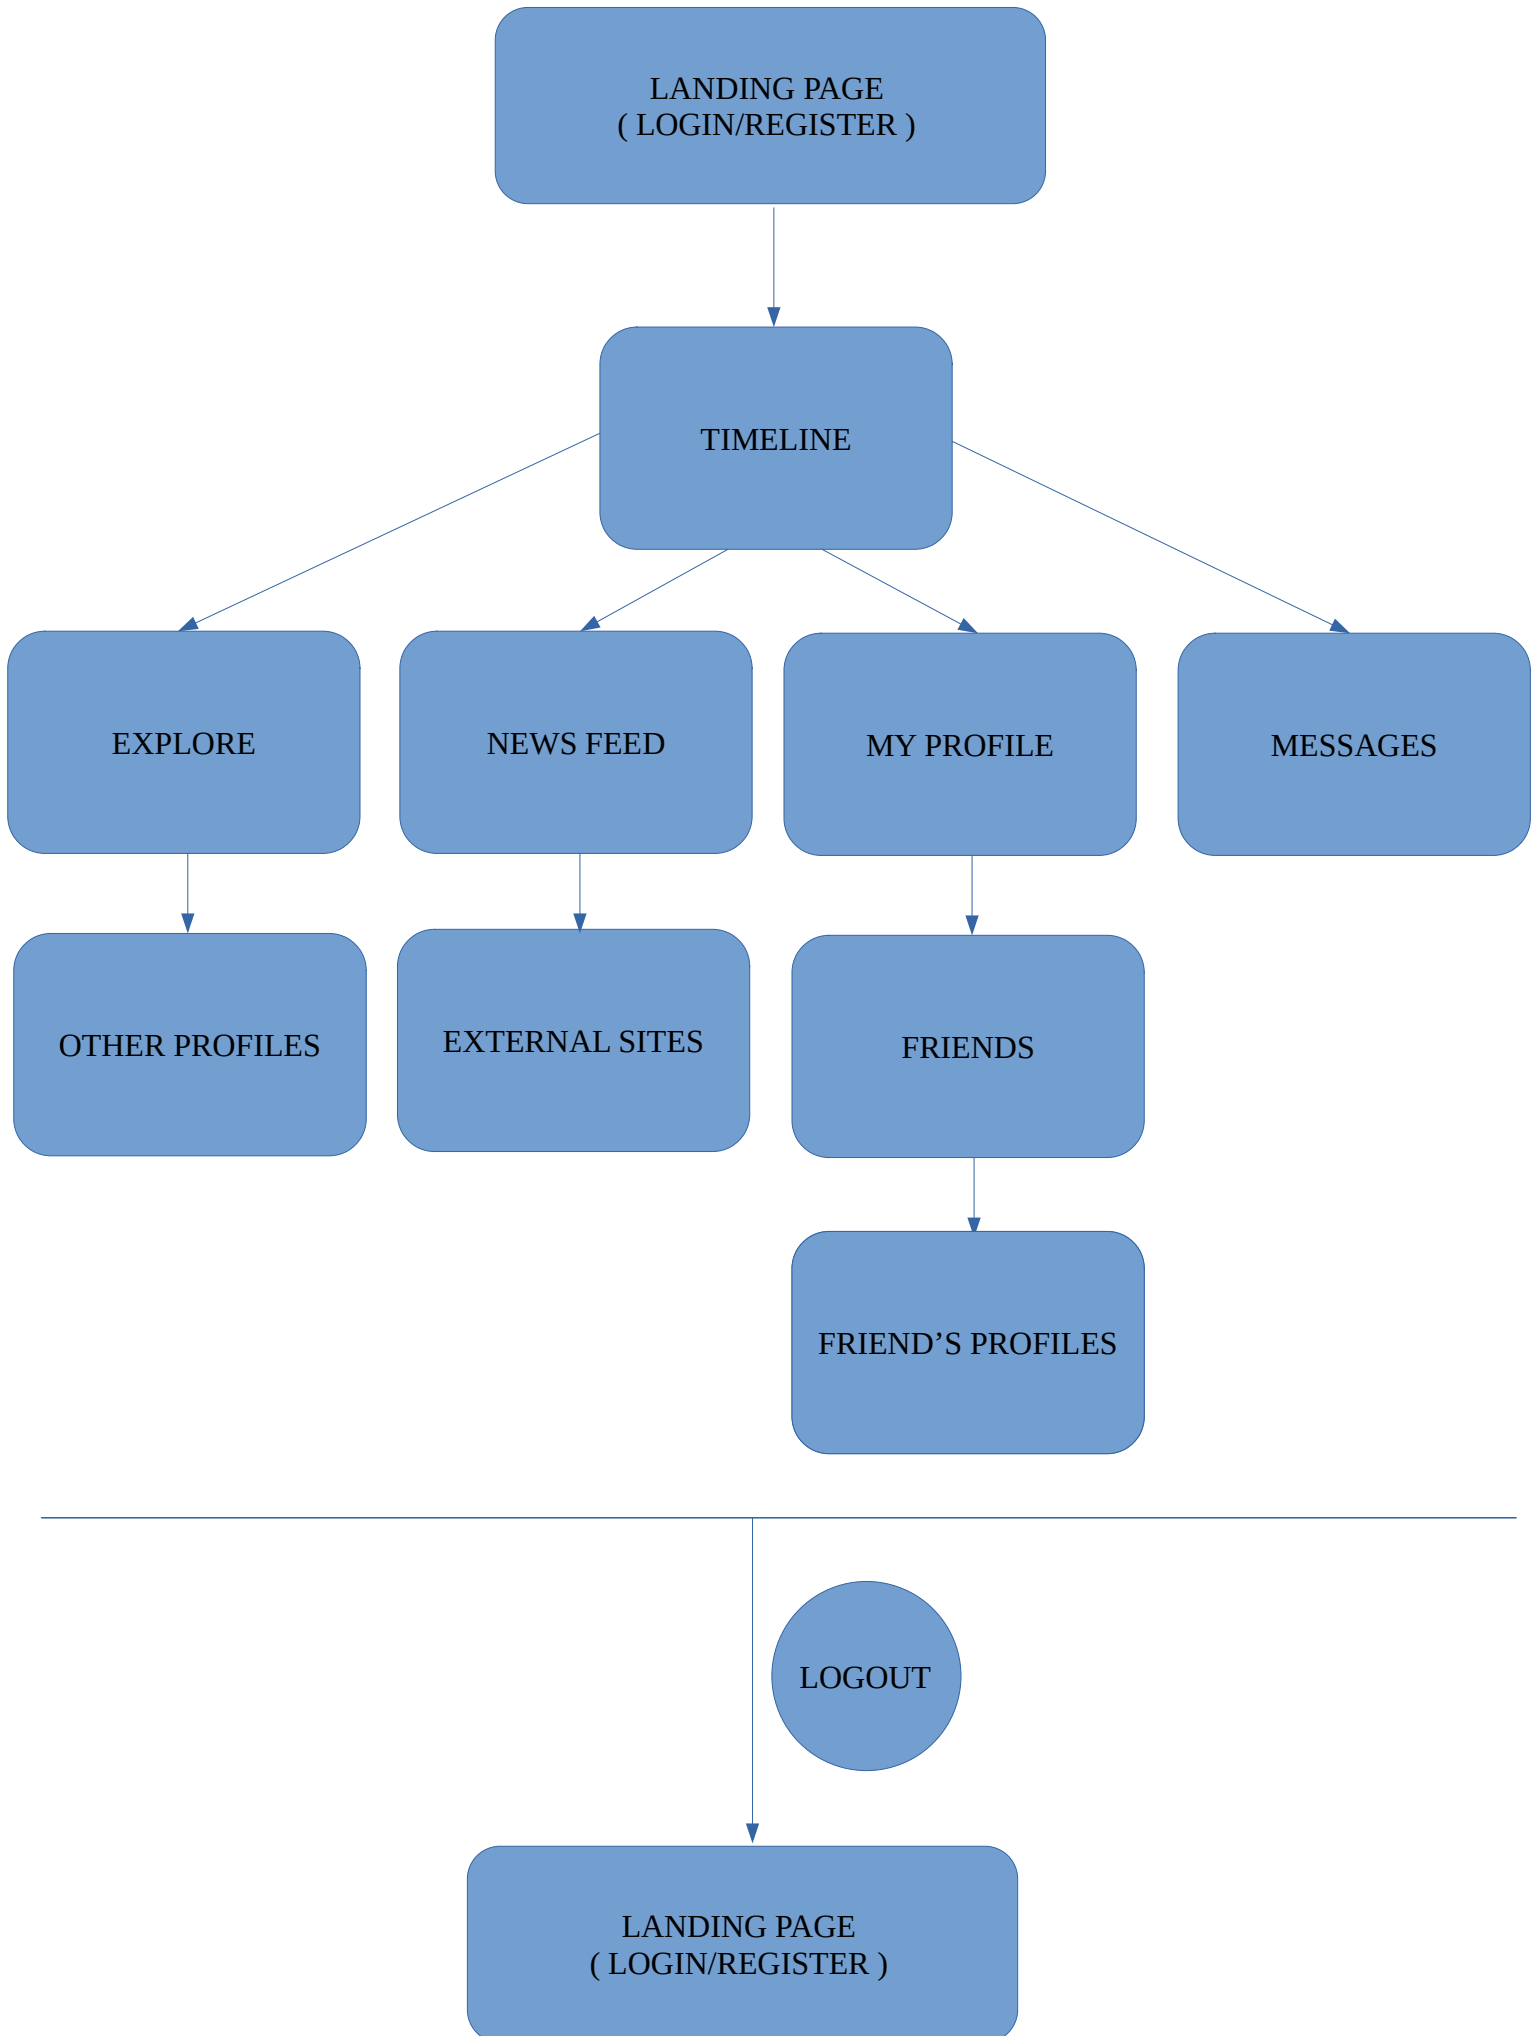 LANDING PAGE
( LOGIN/REGISTER )
TIMELINE
EXPLORE
NEWS FEED
MY PROFILE
MESSAGES
OTHER PROFILES
EXTERNAL SITES
FRIENDS
FRIEND’S PROFILES
LOGOUT
LANDING PAGE
( LOGIN/REGISTER )